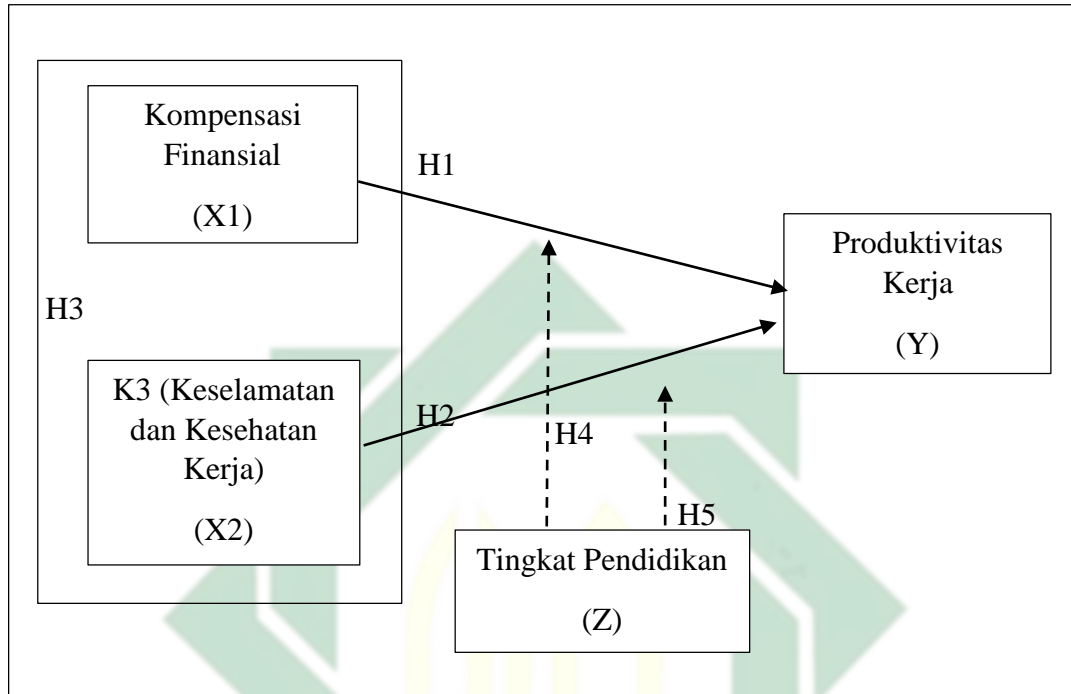 Kompensasi
Finansial
(X1)
H1
Produktivitas
Kerja
(Y)
H3
K3 (Keselamatan
dan Kesehatan
Kerja)
(X2)
H2
H4
H5
Tingkat Pendidikan
(Z)